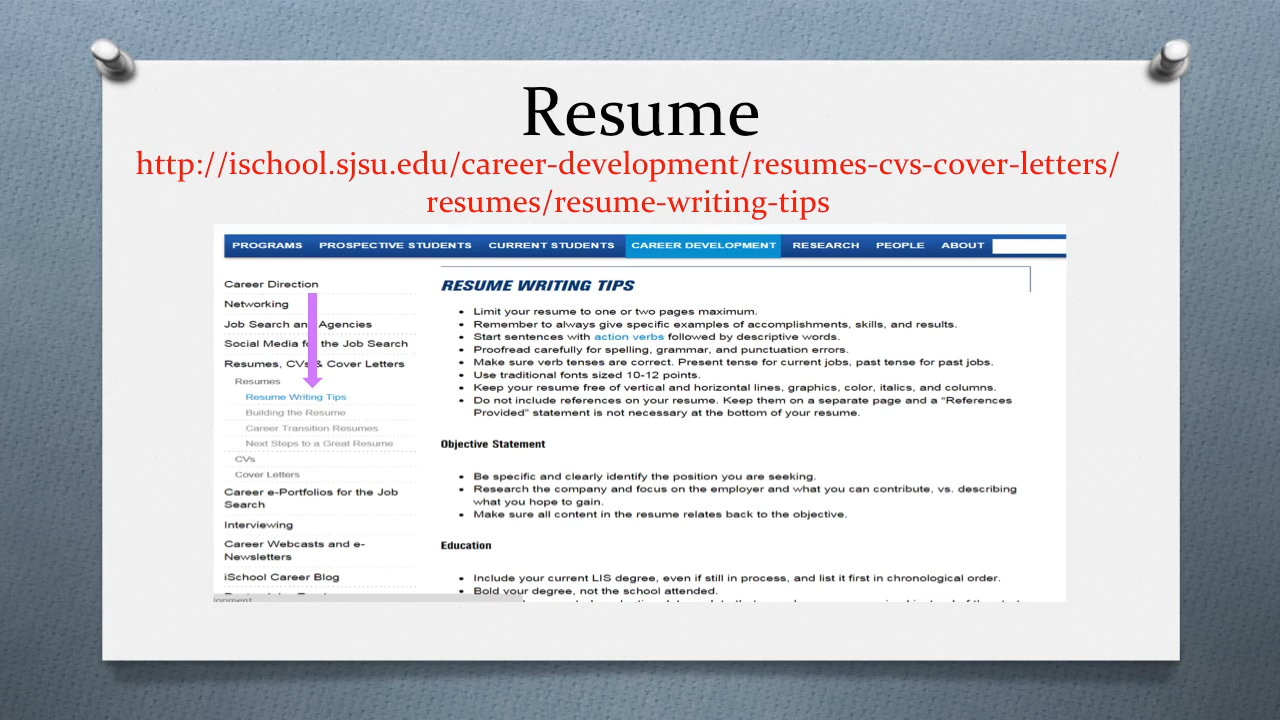 Resume
http://ischool.sjsu.edu/career-development/resumes-cvs-cover-letters/
resumes/resume-writing-tips
PROGRAMS PROSPECTIVE STUDENTS CURRENT STUDENTS CAREER DEVELOPMENT RESEARCH PEOPLE ABOUT
Career Direction
Networking
Job Search and Agencies
Social Media for the Job Search
Resumes, CVs & Cover Letters
Resumes
Resume Writing Tips
Building the Resume
Career Transition Resumes
Next Steps to a Great Resume
CVs
Cover Letters
Career e-Portfolios for the Job
Search
Interviewing
Career Webcasts and e-
Newsletters
iSchool Career Blog
RESUME WRITING TIPS
• Limit your resume to one or two pages maximum.
• Remember to always give specific examples of accomplishments, skills, and results.
• Start sentences with action verbs followed by descriptive words.
• Proofread carefully for spelling, grammar, and punctuation errors.
• Make sure verb tenses are correct. Present tense for current jobs, past tense for past jobs.
• Use traditional fonts sized 10-12 points.
• Keep your resume free of vertical and horizontal lines, graphics, color, italics, and columns.
• Do not include references on your resume. Keep them on a separate page and a “References
Provided” statement is not necessary at the bottom of your resume.
Objective Statement
• Be specific and clearly identify the position you are seeking.
• Research the company and focus on the employer and what you can contribute, vs. describing
what you hope to gain.
• Make sure all content in the resume relates back to the objective.
Education
• Include your current LIS degree, even if still in process, and list it first in chronological order.
• Bold your degree, not the school attended.